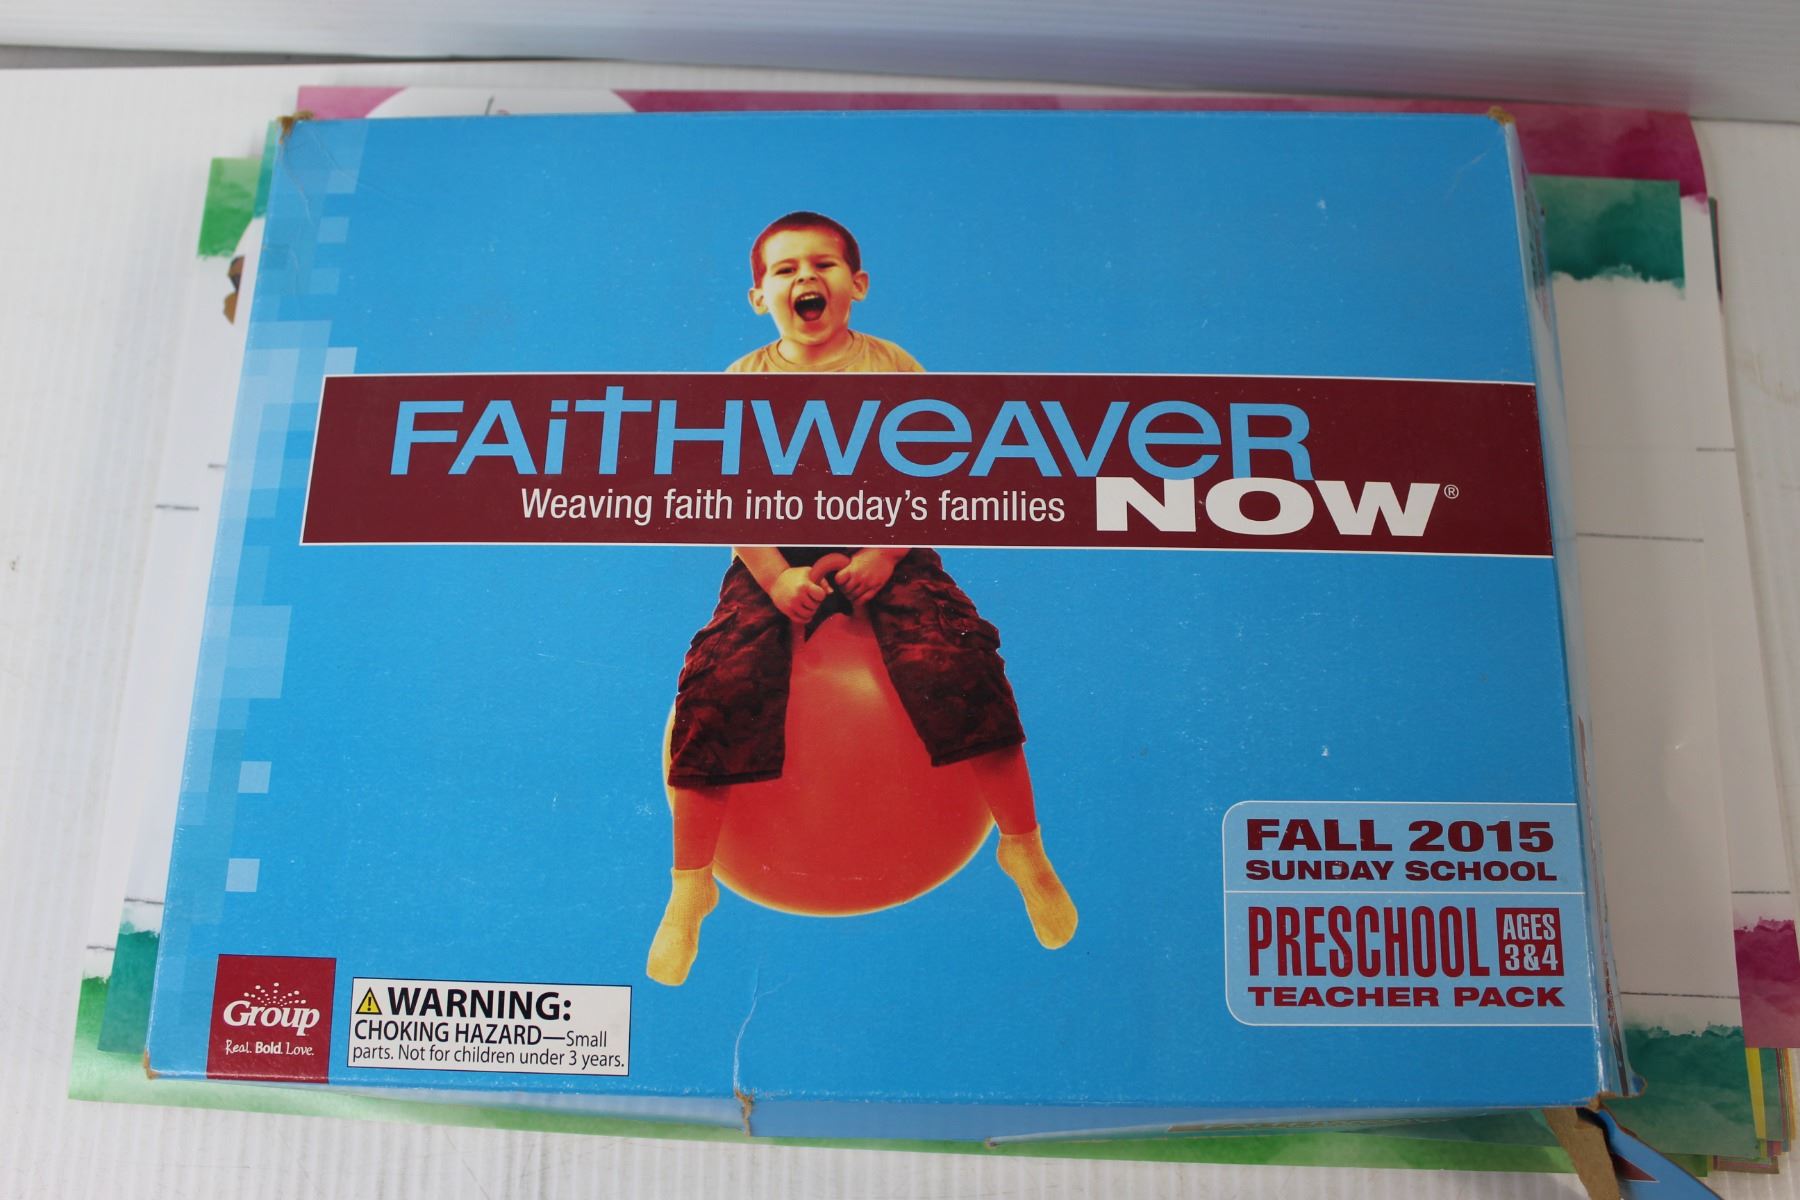 FAiTHWeAVeR
Weaving faith into today's families NOW®
FALL 2015
SUNDAY SCHOOL
PRESCHOOL AGES 3&4
TEACHER PACK
Group
Real. Bold. Love.
WARNING:
CHOKING HAZARD—Small
parts. Not for children under 3 years.